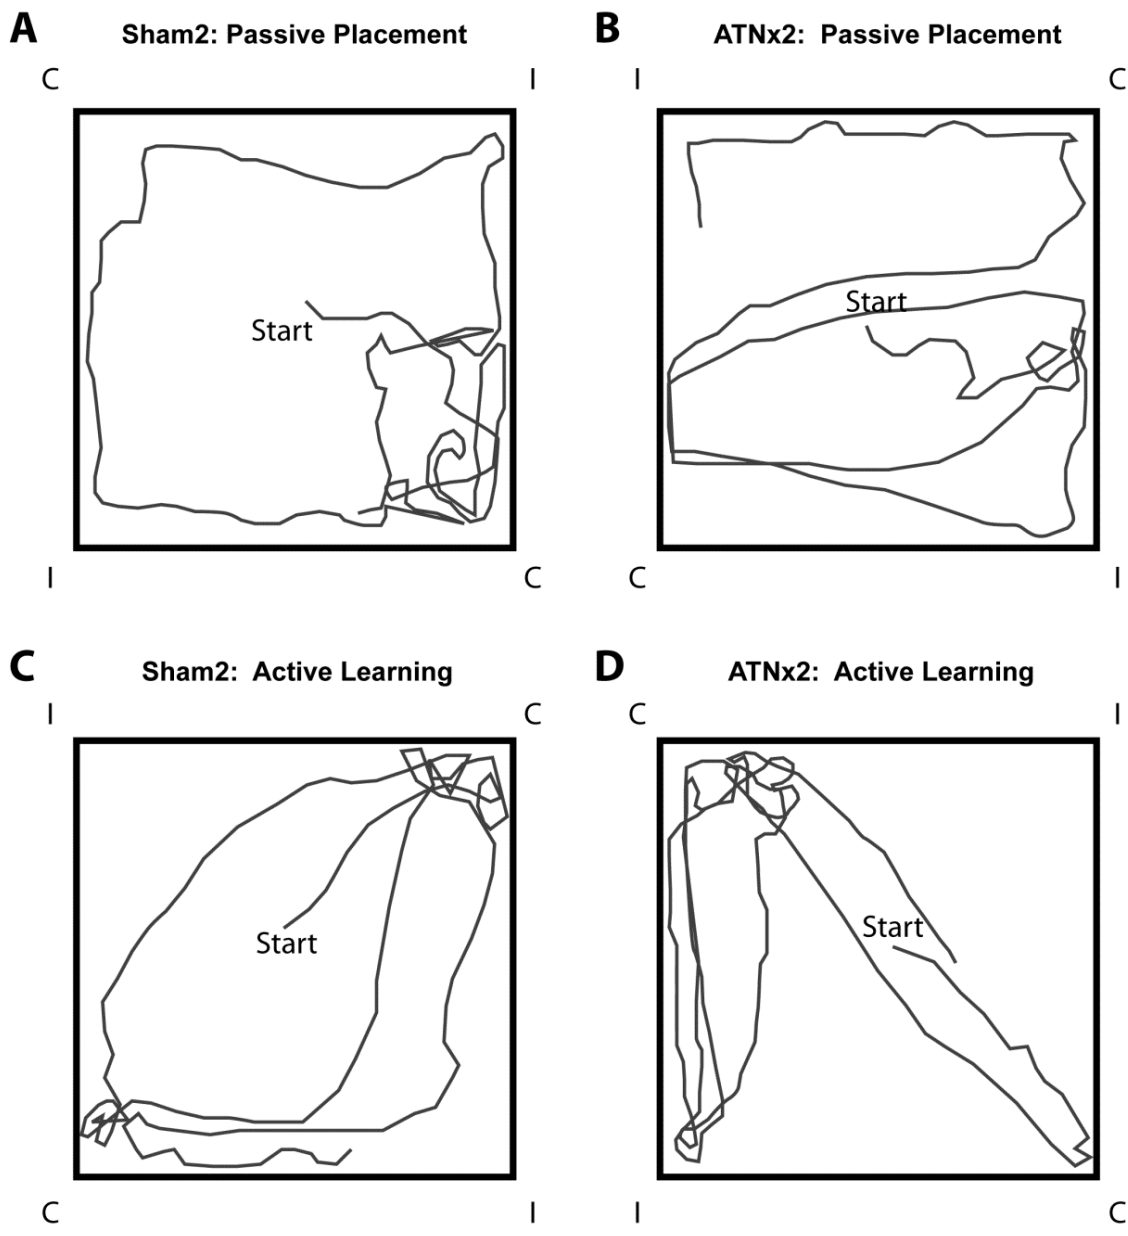 A Sham2: Passive Placement
C I
Start
I C
B ATNx2: Passive Placement
I C
Start
C I
C Sham2: Active Learning
I C
Start
C I
D ATNx2: Active Learning
C I
Start
I C